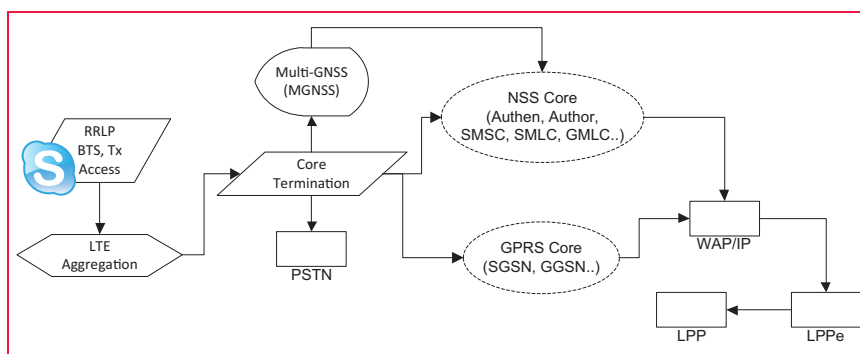 Multi-GNSS
(MGNSS)
NSS Core
(Authen, Author,
SMSC, SMLC, GMLC..)
RRLP
BTS, Tx
Access
S
Core
Termination
LTE
Aggregation
PSTN
GPRS Core
(SGSN, GGSN..)
WAP/IP
LPP
LPPe